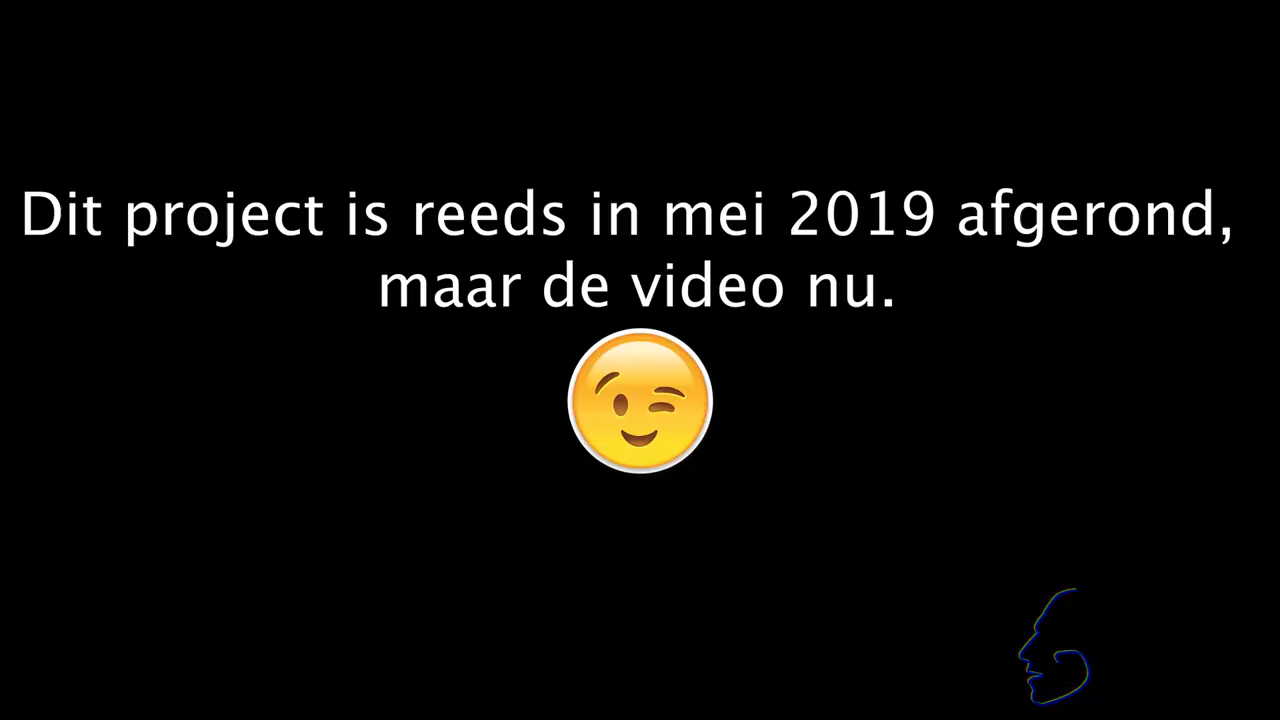 Dit project is reeds in mei 2019 afgerond,
maar de video nu.